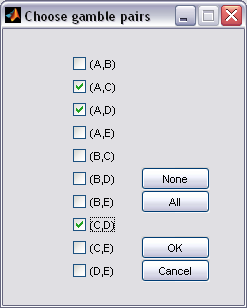 Choose gamble pairs
(A,B)
(A,C)
(A,D)
(A,E)
(B,C)
(B,D)
None
(B,E)
All
(C,D)
(C,E)
OK
(D,E)
Cancel